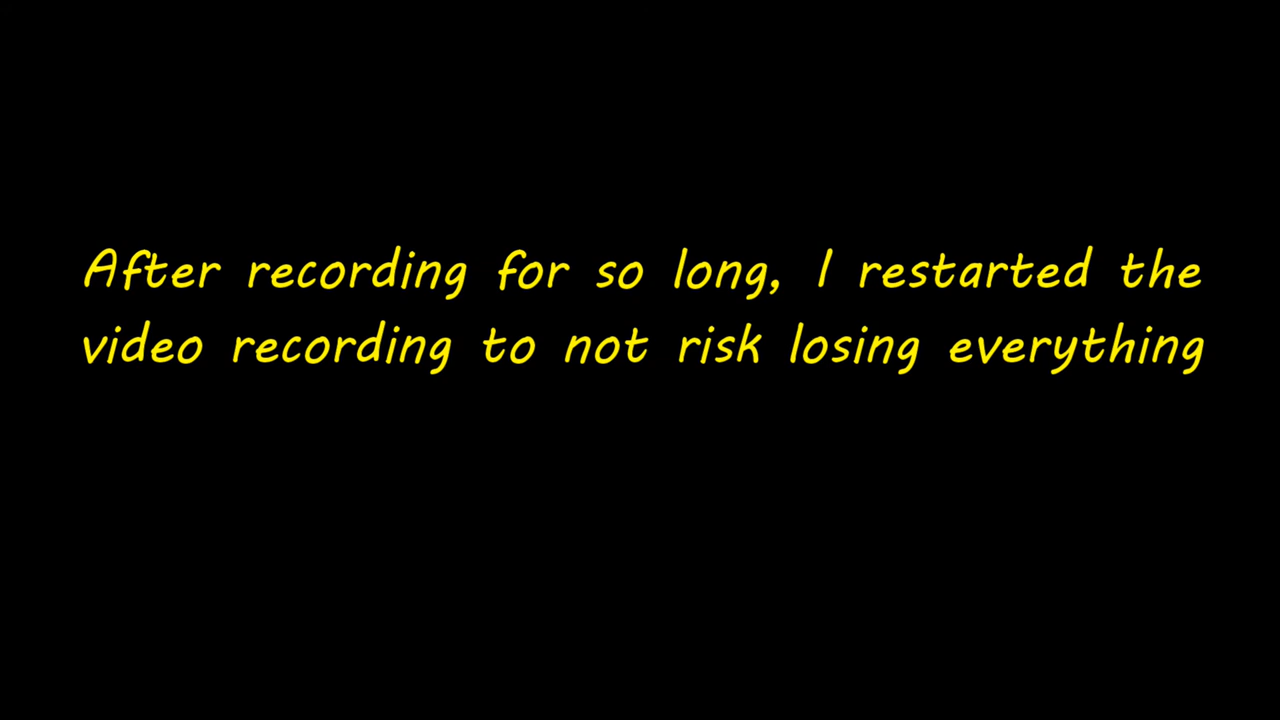 After recording for so long, I restarted the
video recording to not risk losing everything